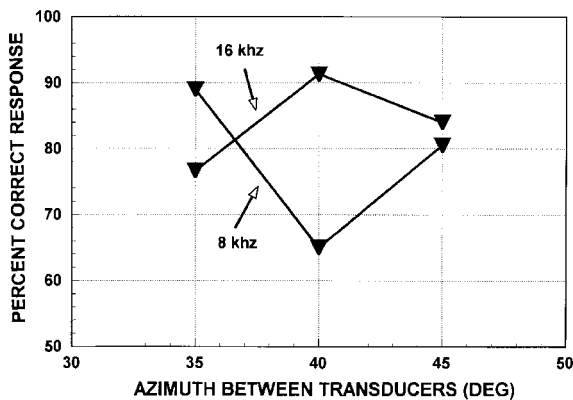 PERCENT CORRECT RESPONSE
100
90
80
70
60
50
16 khz
8 khz
30
35
40
45
50
AZIMUTH BETWEEN TRANSDUCERS (DEG)